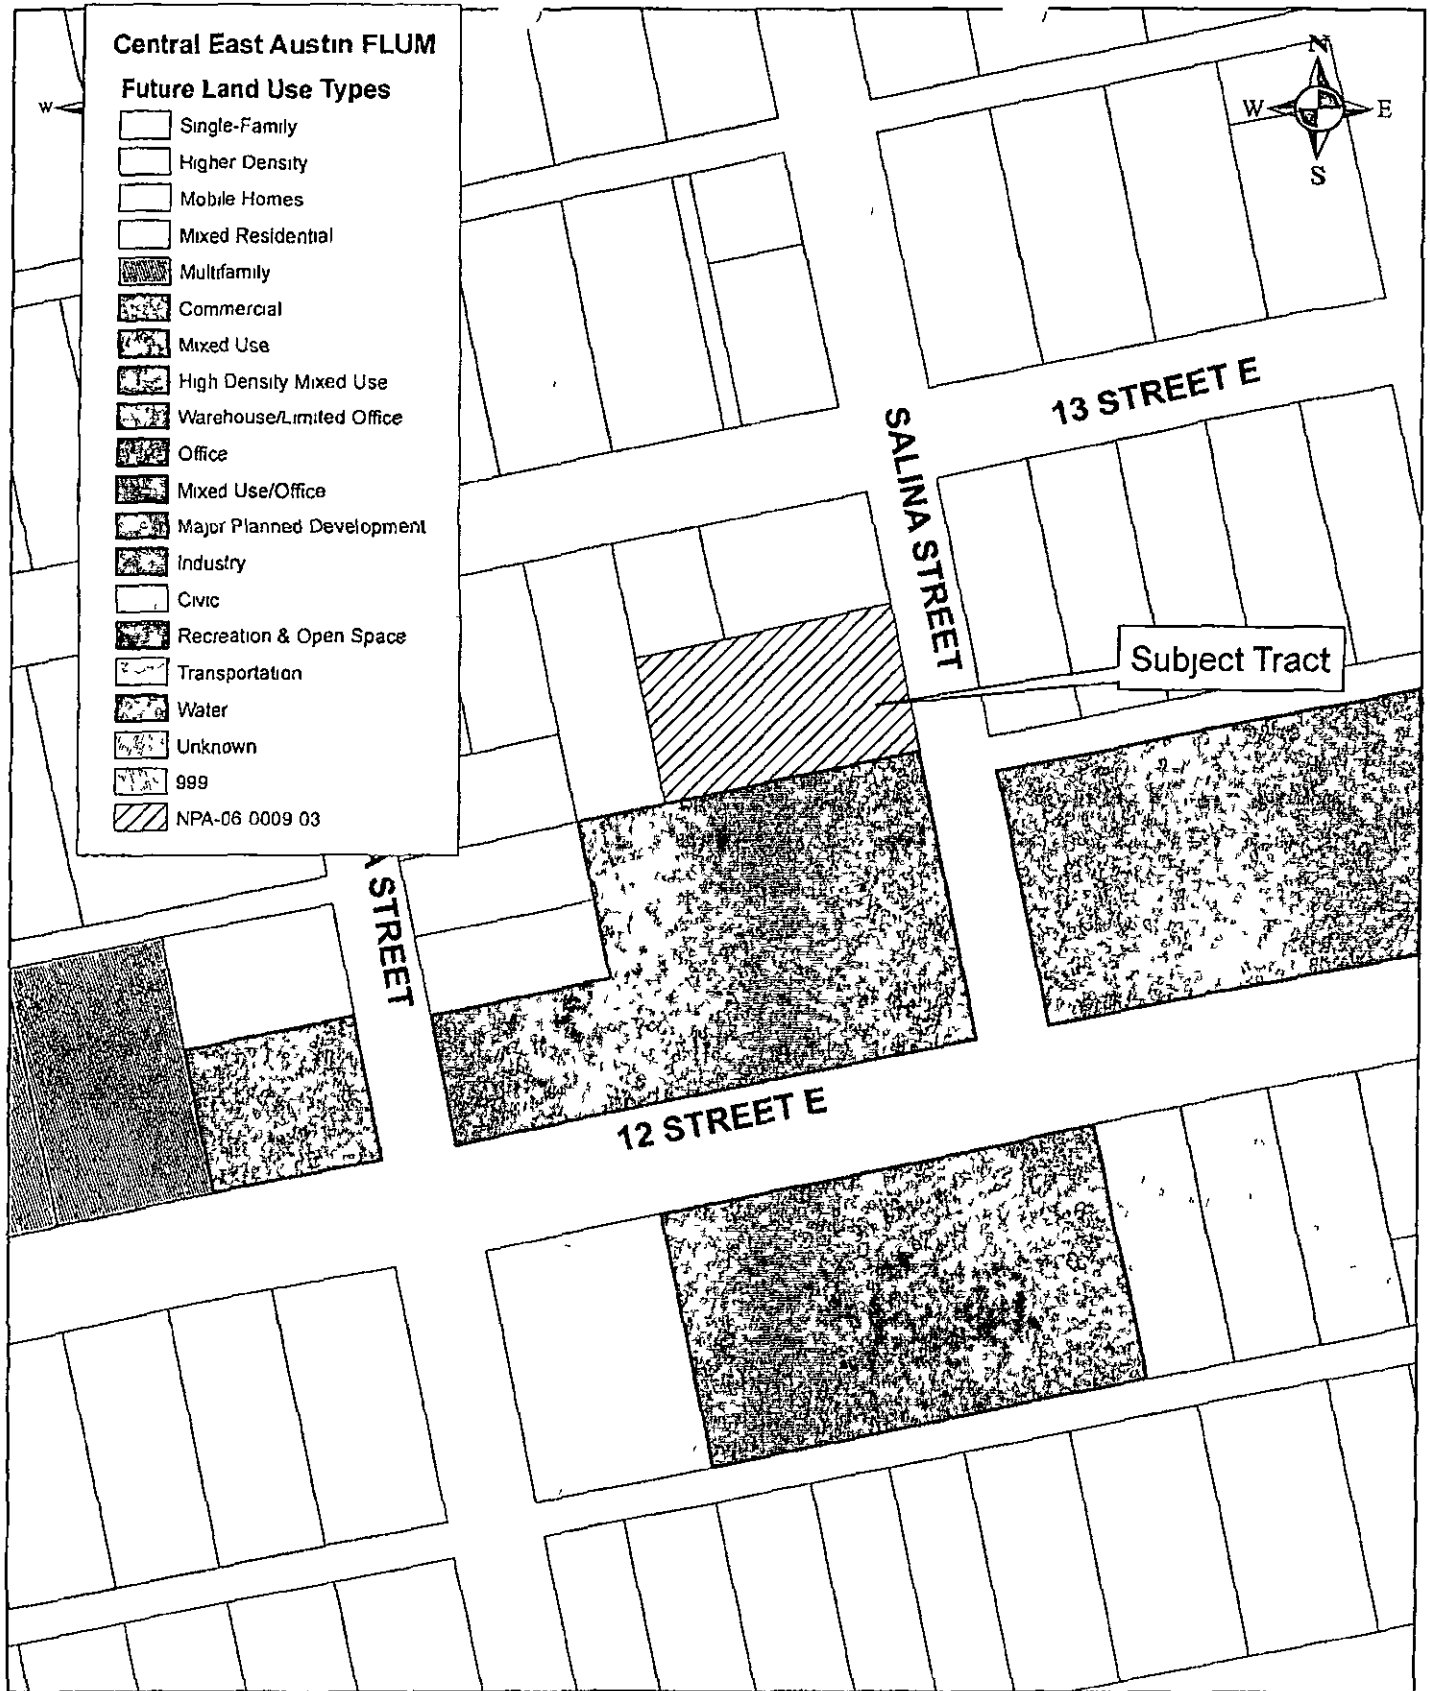 Central East Austin FLUM
Future Land Use Types
Single-Family
Higher Density
Mobile Homes
Mixed Residential
Multifamily
Commercial
Mixed Use
High Density Mixed Use
Warehouse/Limited Office
Office
Mixed Use/Office
Major Planned Development
Industry
Civic
Recreation & Open Space
Transportation
Water
Unknown
999
NPA-06 0009 03
W
N
W
E
S
13 STREET E
SALINA STREET
Subject Tract
A STREET
12 STREET E